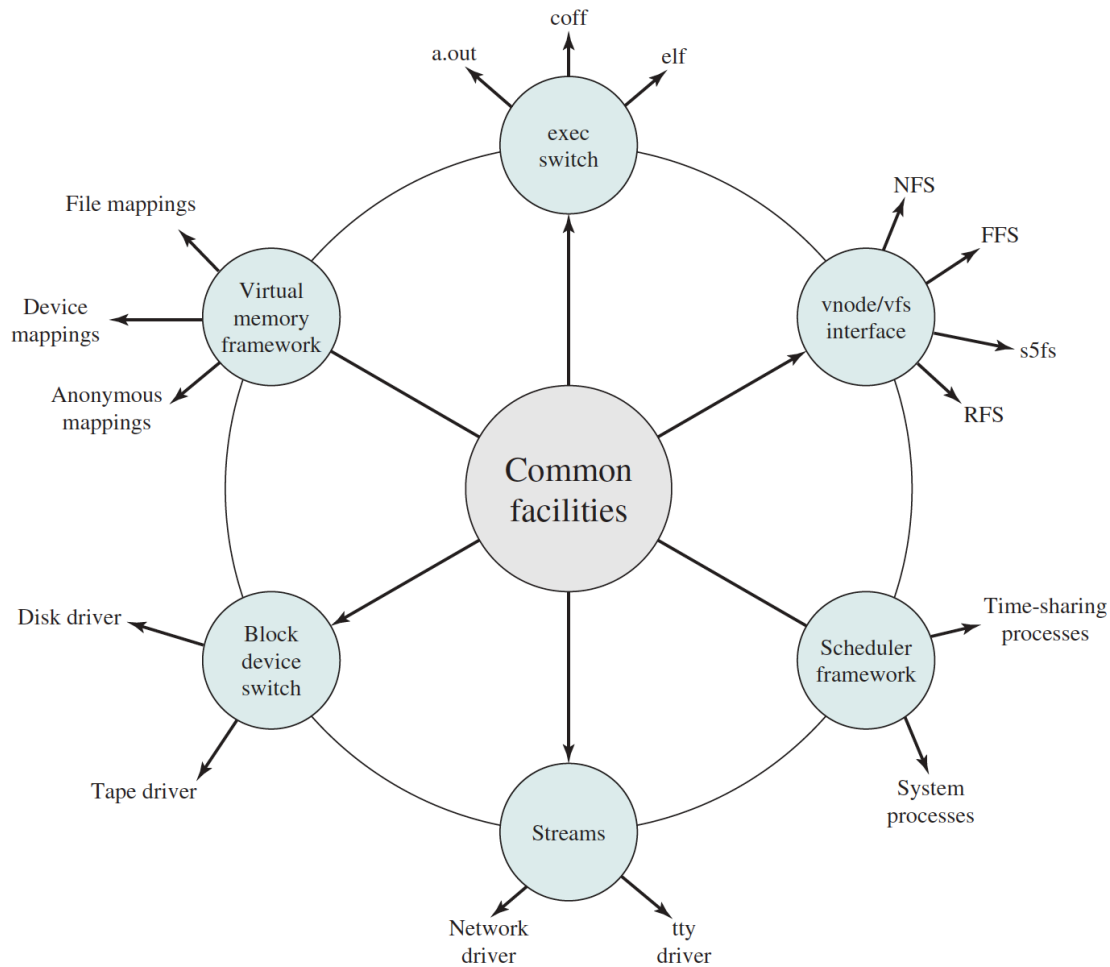 coff
a.out
elf
exec
switch
NFS
File mappings
FFS
Virtual
memory
framework
vnode/vfs
interface
Device
mappings
s5fs
Anonymous
mappings
RFS
Common
facilities
Disk driver
Block
device
switch
Time-sharing
processes
Scheduler
framework
Tape driver
System
processes
Streams
Network
driver
tty
driver